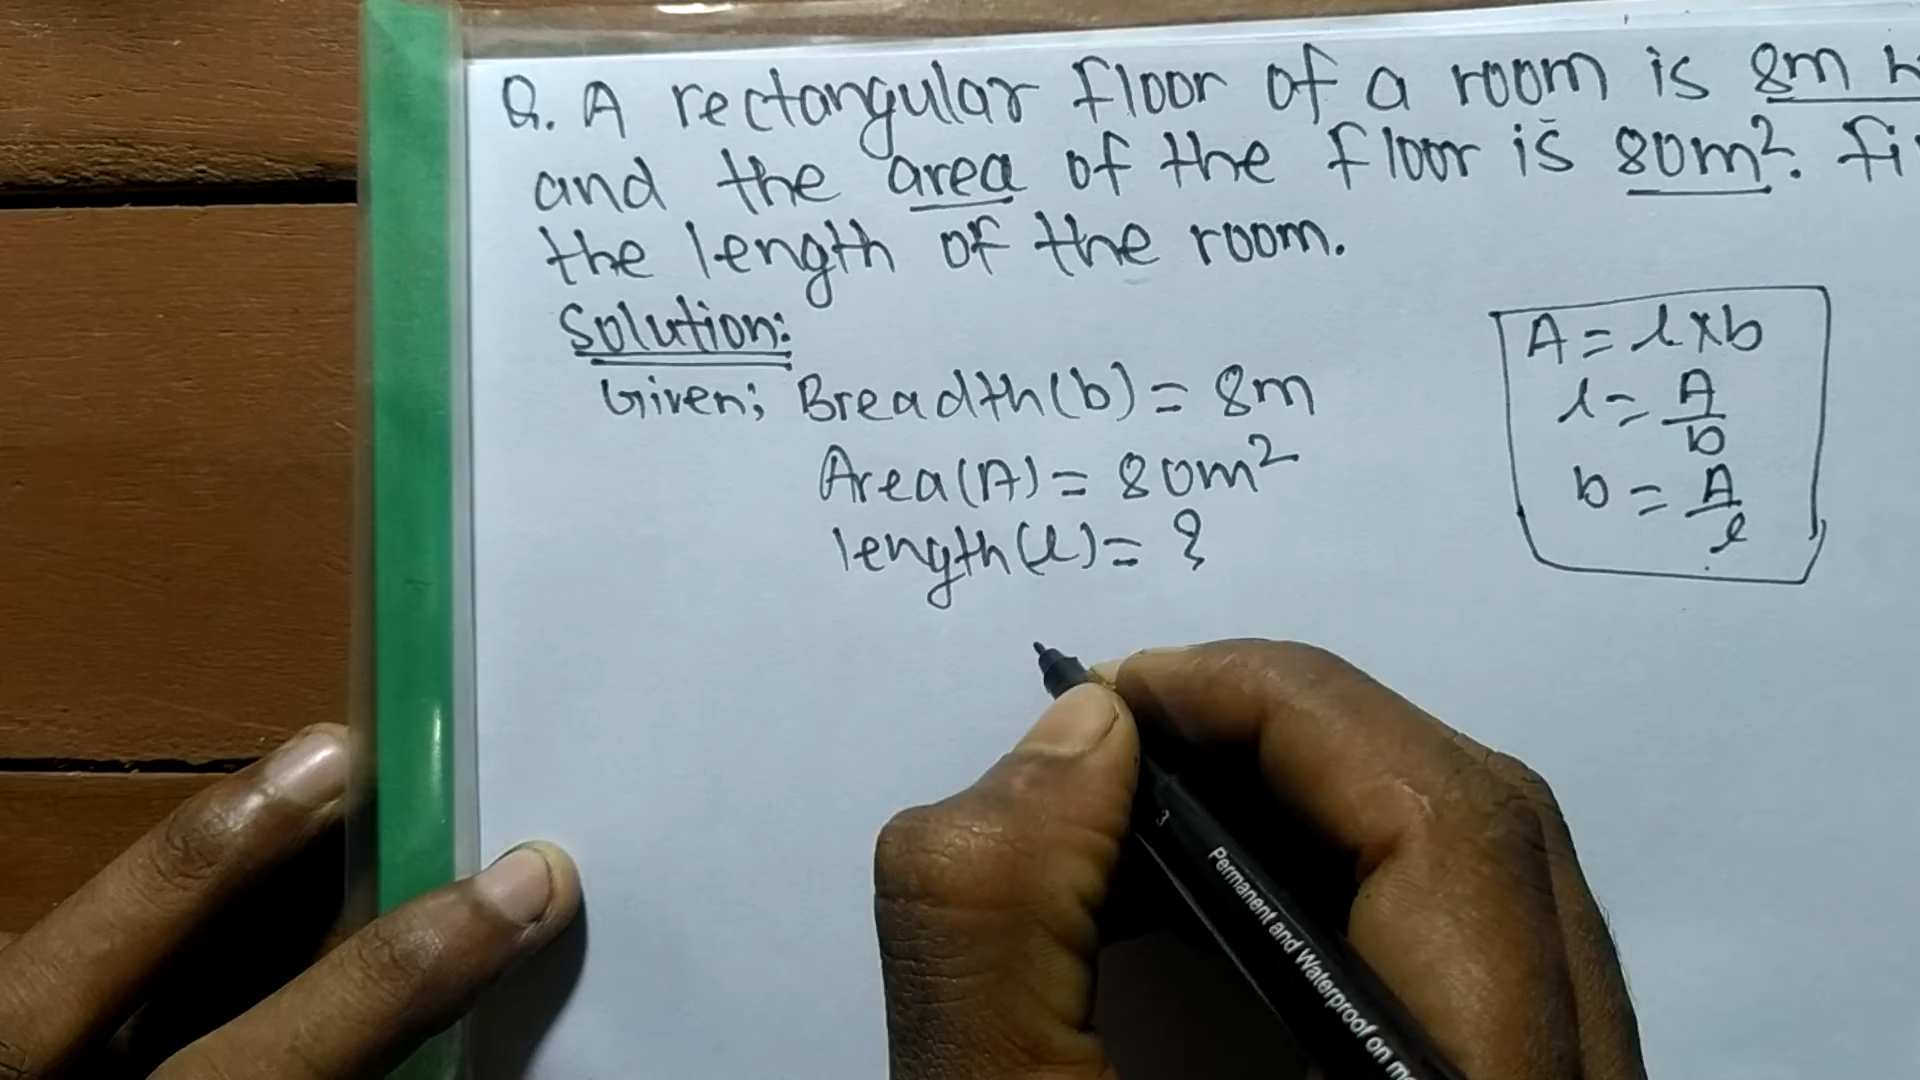 Q. A rectangular floor of a room is 8m
and the area of the floor is 80m².
the length of the room.
Solution:
Given; Breadth(b) = 8m
Area(A) = 80m²
length(l) = ?
A = l×b
l = A/b
b = A/l
3
Permanent and Waterproof on